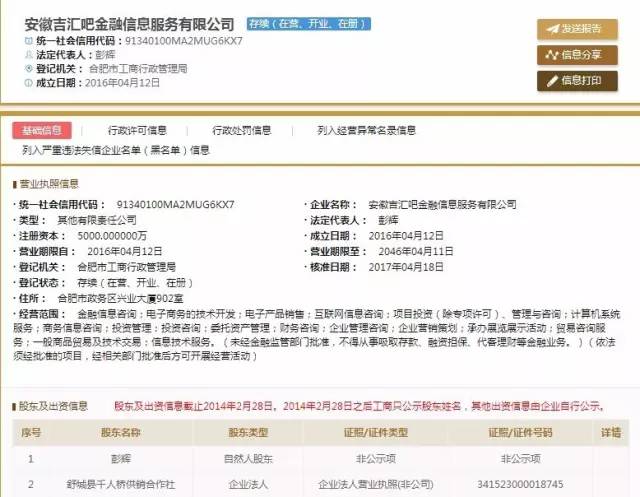 安徽吉汇吧金融信息服务有限公司 存续（在营、开业、在册）
统一社会信用代码：91340100MA2MUG6KX7
法定代表人：彭辉
登记机关：合肥市工商行政管理局
成立日期：2016年04月12日
发送报告
信息分享
信息打印
基础信息 行政许可信息 行政处罚信息 列入经营异常名录信息
列入严重违法失信企业名单（黑名单）信息
营业执照信息
· 统一社会信用代码：91340100MA2MUG6KX7 · 企业名称：安徽吉汇吧金融信息服务有限公司
· 类型：其他有限责任公司 · 法定代表人：彭辉
· 注册资本：5000.000000万 · 成立日期：2016年04月12日
· 营业期限自：2016年04月12日 · 营业期限至：2046年04月11日
· 登记机关：合肥市工商行政管理局 · 核准日期：2017年04月18日
· 登记状态：存续（在营、开业、在册）
· 住所：合肥市政务区兴业大厦902室
· 经营范围：金融信息咨询；电子商务的技术开发；电子产品销售；互联网信息咨询；项目投资（除专项许可）、管理与咨询；计算机系统
服务；商务信息咨询；投资管理；投资咨询；委托资产管理；财务咨询；企业管理咨询；企业营销策划；承办展览展示活动；贸易咨询服
务；一般商品贸易及技术交易；信息技术服务。（未经金融监管部门批准，不得从事吸收存款、融资担保、代客理财等金融业务。）（依法
须经批准的项目，经相关部门批准后方可开展经营活动）
股东及出资信息 股东及出资信息截止2014年2月28日。2014年2月28日之后工商只公示股东姓名，其他出资信息由企业自行公示。
序号 股东名称 股东类型 证照/证件类型 证照/证件号码 详情
1 彭辉 自然人股东 非公示项 非公示项
2 舒城县千人桥供销合作社 企业法人 企业法人营业执照(非公司) 341523000018745